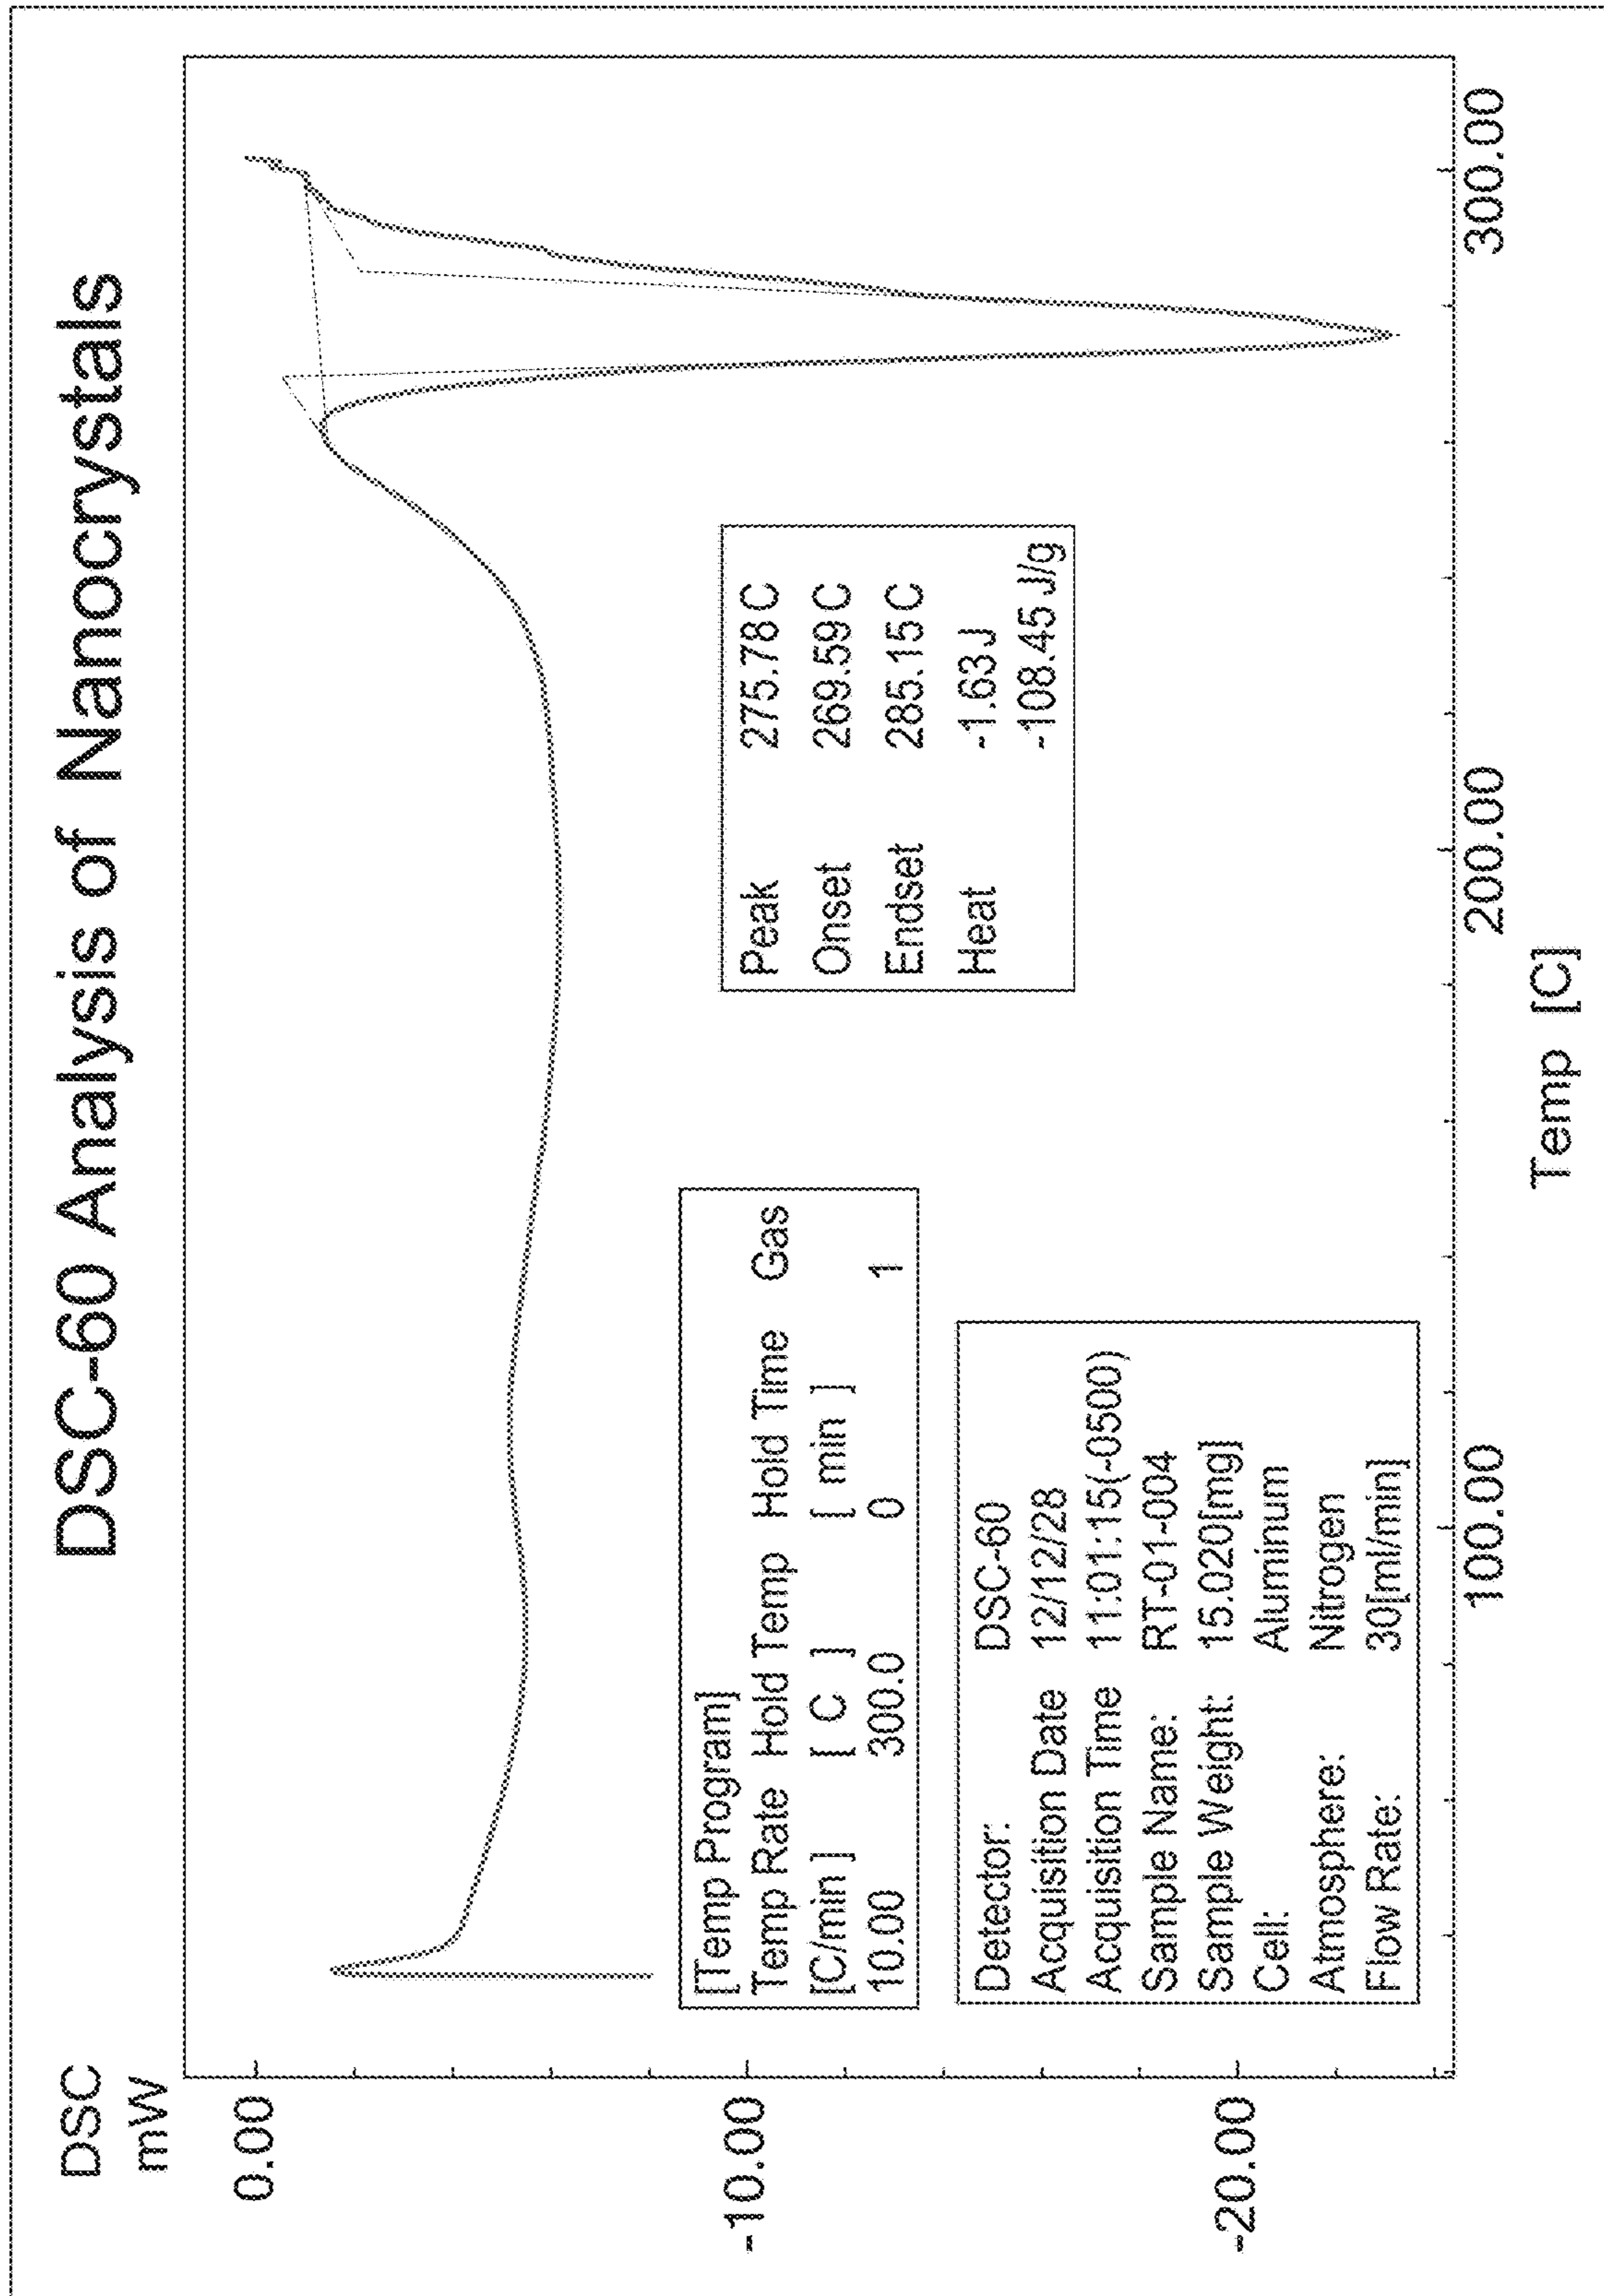 DSC-60 Analysis of Nanocrystals
DSC
mW
0.00
-10.00
-20.00
[Temp Program]
Temp Rate Hold Temp Hold Time Gas
[C/min ] [ C ] [ min ]
10.00 300.0 0 1
Peak 275.78 C
Onset 269.59 C
Endset 285.15 C
Heat -1.63 J
-108.45 J/g
Detector: DSC-60
Acquisition Date 12/12/28
Acquisition Time 11:01:15(-0500)
Sample Name: RT-01-004
Sample Weight: 15.020[mg]
Cell: Aluminum
Atmosphere: Nitrogen
Flow Rate: 30[ml/min]
100.00 200.00 300.00
Temp [C]